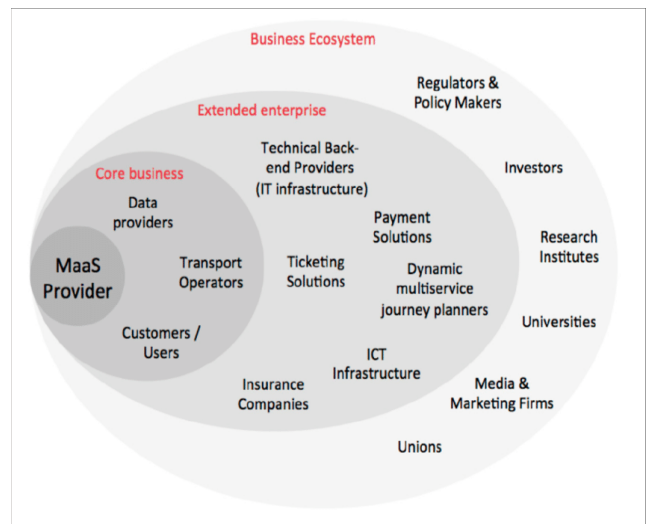 Business Ecosystem
Regulators &
Policy Makers
Extended enterprise
Technical Back-
end Providers
(IT infrastructure)
Investors
Core business
Data
providers
Payment
Solutions
Research
Institutes
MaaS
Provider
Transport
Operators
Ticketing
Solutions
Dynamic
multiservice
journey planners
Universities
Customers /
Users
ICT
Infrastructure
Insurance
Companies
Media &
Marketing Firms
Unions